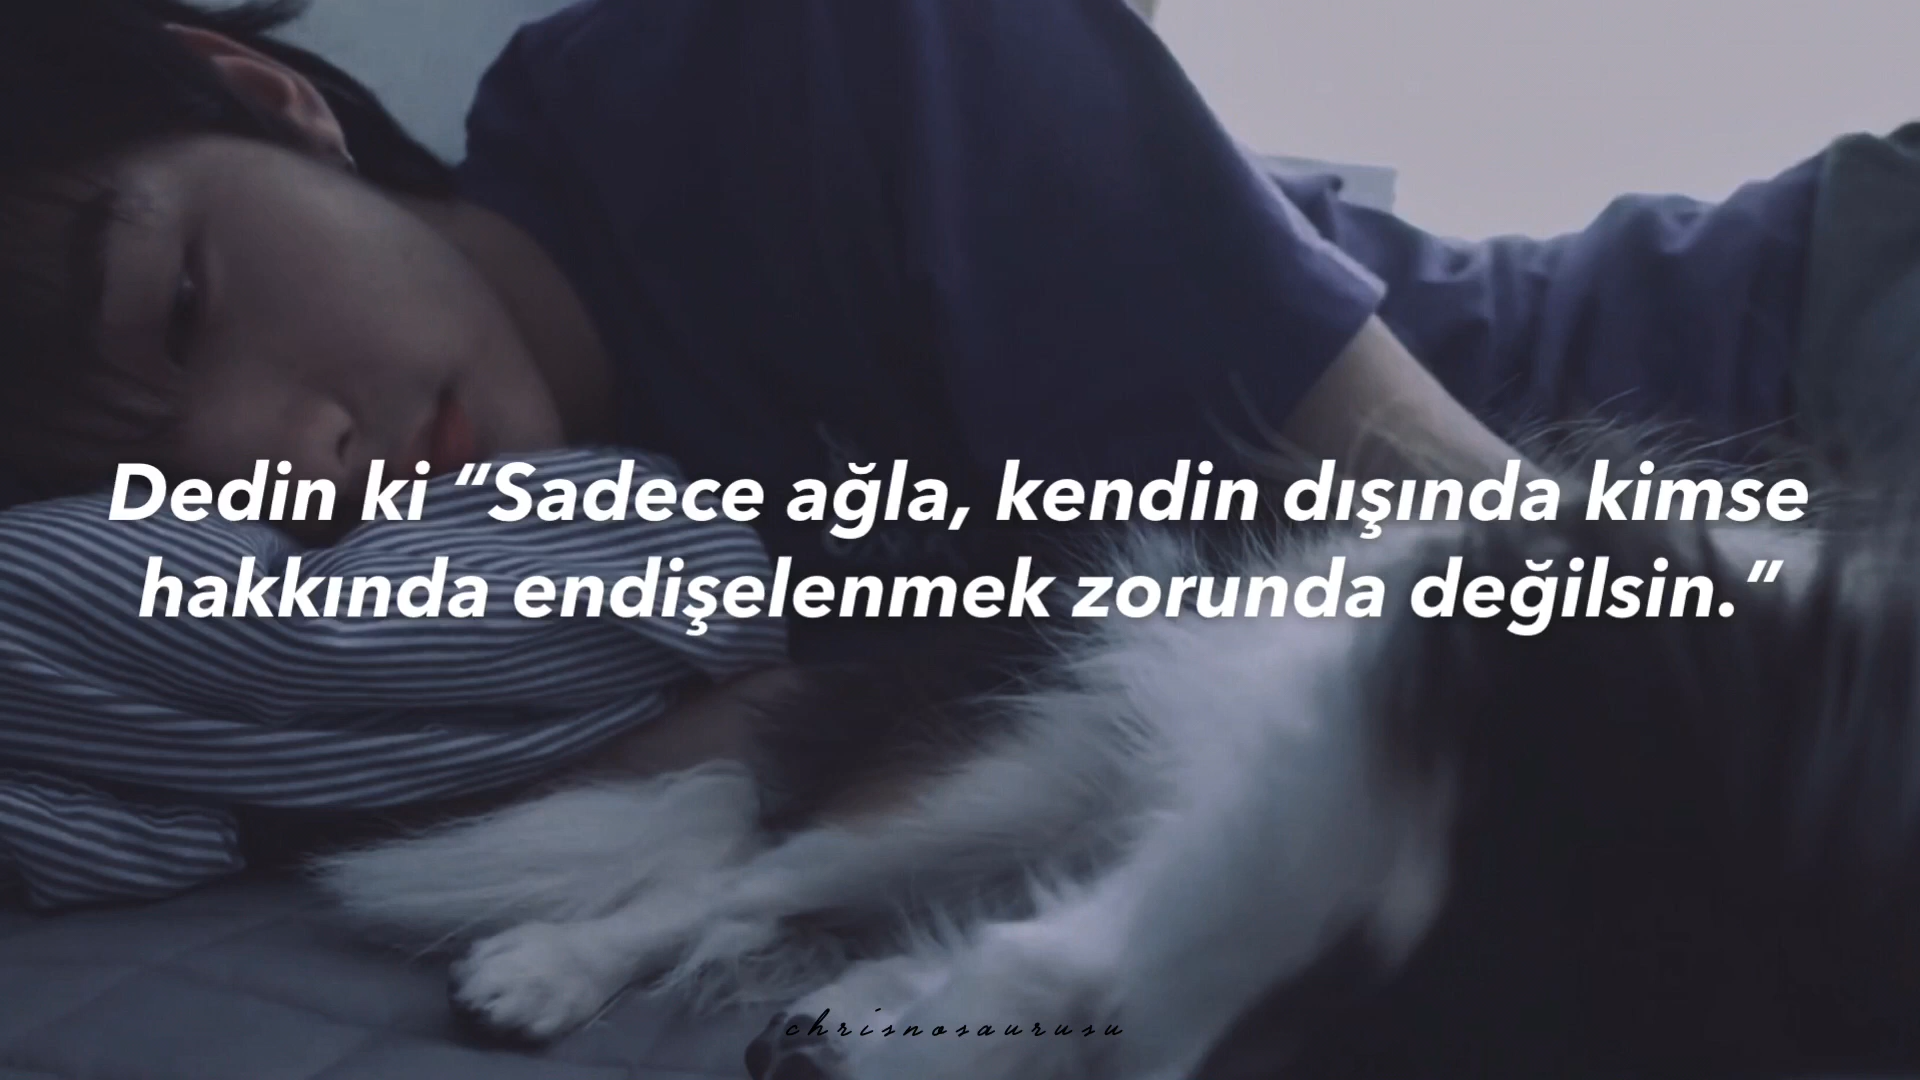 Dedin ki “Sadece ağla, kendin dışında kimse
hakkında endişelenmek zorunda değilsin.”
chrisnosaurusu